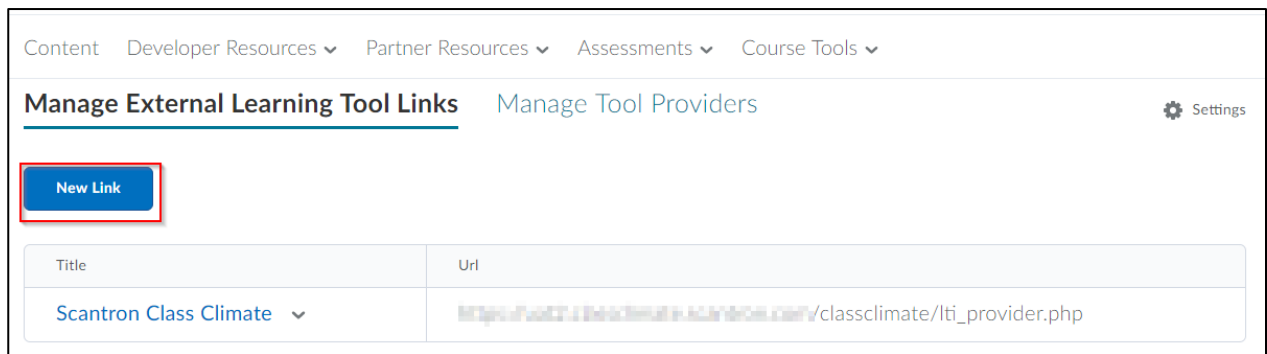 Content Developer Resources Partner Resources Assessments Course Tools
Manage External Learning Tool Links Manage Tool Providers Settings
New Link
Title Url
Scantron Class Climate /classclimate/lti_provider.php